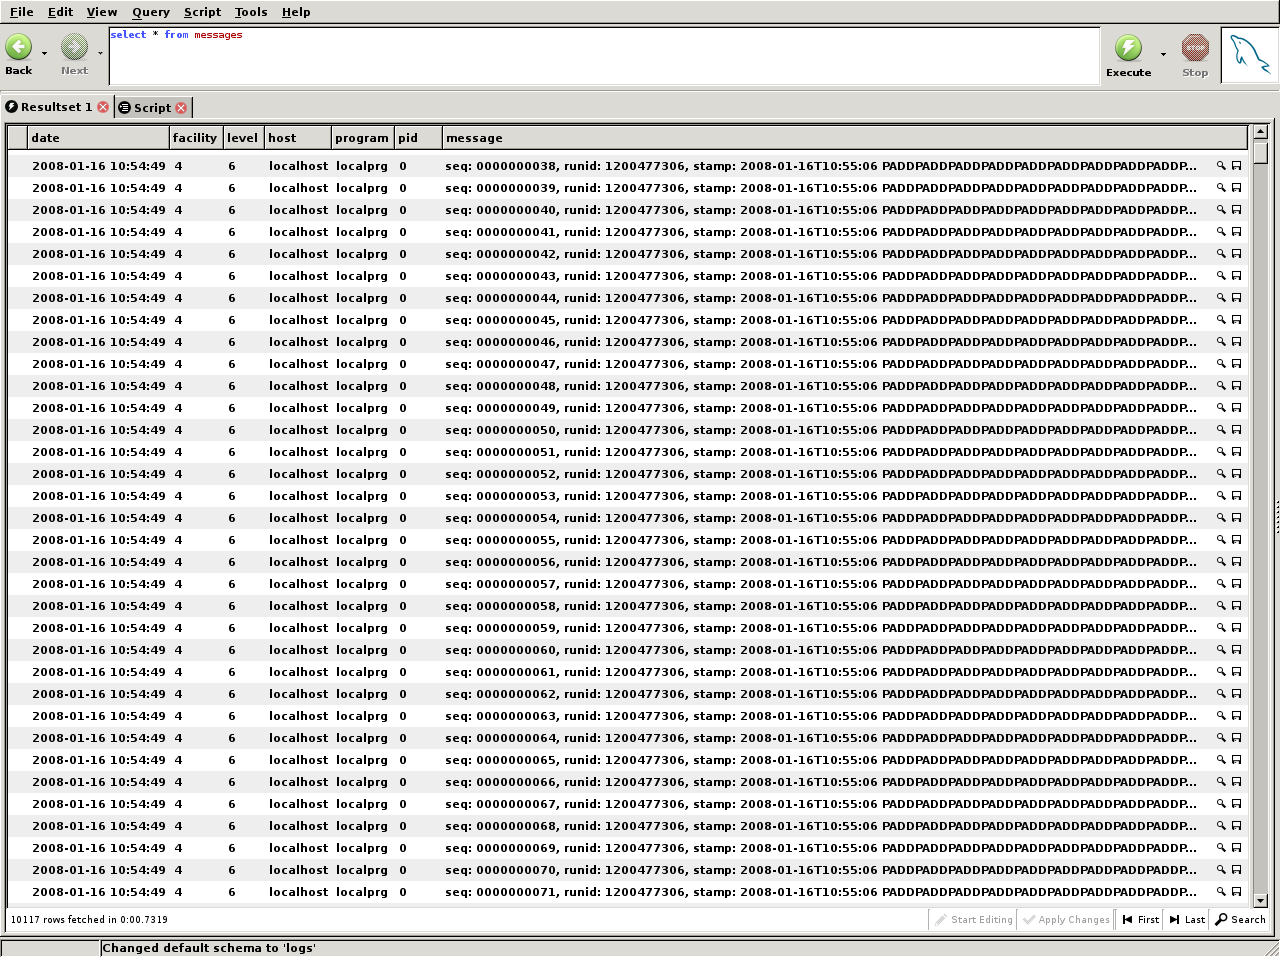 File Edit View Query Script Tools Help
select * from messages
Back Next Execute Stop
Resultset 1 Script
date facility level host program pid message
2008-01-16 10:54:49 4 6 localhost localprg 0 seq: 0000000038, runid: 1200477306, stamp: 2008-01-16T10:55:06 PADDPADDPADDPADDPADDPADDPADDPADDPADDP...
2008-01-16 10:54:49 4 6 localhost localprg 0 seq: 0000000039, runid: 1200477306, stamp: 2008-01-16T10:55:06 PADDPADDPADDPADDPADDPADDPADDPADDPADDP...
2008-01-16 10:54:49 4 6 localhost localprg 0 seq: 0000000040, runid: 1200477306, stamp: 2008-01-16T10:55:06 PADDPADDPADDPADDPADDPADDPADDPADDPADDP...
2008-01-16 10:54:49 4 6 localhost localprg 0 seq: 0000000041, runid: 1200477306, stamp: 2008-01-16T10:55:06 PADDPADDPADDPADDPADDPADDPADDPADDPADDP...
2008-01-16 10:54:49 4 6 localhost localprg 0 seq: 0000000042, runid: 1200477306, stamp: 2008-01-16T10:55:06 PADDPADDPADDPADDPADDPADDPADDPADDPADDP...
2008-01-16 10:54:49 4 6 localhost localprg 0 seq: 0000000043, runid: 1200477306, stamp: 2008-01-16T10:55:06 PADDPADDPADDPADDPADDPADDPADDPADDPADDP...
2008-01-16 10:54:49 4 6 localhost localprg 0 seq: 0000000044, runid: 1200477306, stamp: 2008-01-16T10:55:06 PADDPADDPADDPADDPADDPADDPADDPADDPADDP...
2008-01-16 10:54:49 4 6 localhost localprg 0 seq: 0000000045, runid: 1200477306, stamp: 2008-01-16T10:55:06 PADDPADDPADDPADDPADDPADDPADDPADDPADDP...
2008-01-16 10:54:49 4 6 localhost localprg 0 seq: 0000000046, runid: 1200477306, stamp: 2008-01-16T10:55:06 PADDPADDPADDPADDPADDPADDPADDPADDPADDP...
2008-01-16 10:54:49 4 6 localhost localprg 0 seq: 0000000047, runid: 1200477306, stamp: 2008-01-16T10:55:06 PADDPADDPADDPADDPADDPADDPADDPADDPADDP...
2008-01-16 10:54:49 4 6 localhost localprg 0 seq: 0000000048, runid: 1200477306, stamp: 2008-01-16T10:55:06 PADDPADDPADDPADDPADDPADDPADDPADDPADDP...
2008-01-16 10:54:49 4 6 localhost localprg 0 seq: 0000000049, runid: 1200477306, stamp: 2008-01-16T10:55:06 PADDPADDPADDPADDPADDPADDPADDPADDPADDP...
2008-01-16 10:54:49 4 6 localhost localprg 0 seq: 0000000050, runid: 1200477306, stamp: 2008-01-16T10:55:06 PADDPADDPADDPADDPADDPADDPADDPADDPADDP...
2008-01-16 10:54:49 4 6 localhost localprg 0 seq: 0000000051, runid: 1200477306, stamp: 2008-01-16T10:55:06 PADDPADDPADDPADDPADDPADDPADDPADDPADDP...
2008-01-16 10:54:49 4 6 localhost localprg 0 seq: 0000000052, runid: 1200477306, stamp: 2008-01-16T10:55:06 PADDPADDPADDPADDPADDPADDPADDPADDPADDP...
2008-01-16 10:54:49 4 6 localhost localprg 0 seq: 0000000053, runid: 1200477306, stamp: 2008-01-16T10:55:06 PADDPADDPADDPADDPADDPADDPADDPADDPADDP...
2008-01-16 10:54:49 4 6 localhost localprg 0 seq: 0000000054, runid: 1200477306, stamp: 2008-01-16T10:55:06 PADDPADDPADDPADDPADDPADDPADDPADDPADDP...
2008-01-16 10:54:49 4 6 localhost localprg 0 seq: 0000000055, runid: 1200477306, stamp: 2008-01-16T10:55:06 PADDPADDPADDPADDPADDPADDPADDPADDPADDP...
2008-01-16 10:54:49 4 6 localhost localprg 0 seq: 0000000056, runid: 1200477306, stamp: 2008-01-16T10:55:06 PADDPADDPADDPADDPADDPADDPADDPADDPADDP...
2008-01-16 10:54:49 4 6 localhost localprg 0 seq: 0000000057, runid: 1200477306, stamp: 2008-01-16T10:55:06 PADDPADDPADDPADDPADDPADDPADDPADDPADDP...
2008-01-16 10:54:49 4 6 localhost localprg 0 seq: 0000000058, runid: 1200477306, stamp: 2008-01-16T10:55:06 PADDPADDPADDPADDPADDPADDPADDPADDPADDP...
2008-01-16 10:54:49 4 6 localhost localprg 0 seq: 0000000059, runid: 1200477306, stamp: 2008-01-16T10:55:06 PADDPADDPADDPADDPADDPADDPADDPADDPADDP...
2008-01-16 10:54:49 4 6 localhost localprg 0 seq: 0000000060, runid: 1200477306, stamp: 2008-01-16T10:55:06 PADDPADDPADDPADDPADDPADDPADDPADDPADDP...
2008-01-16 10:54:49 4 6 localhost localprg 0 seq: 0000000061, runid: 1200477306, stamp: 2008-01-16T10:55:06 PADDPADDPADDPADDPADDPADDPADDPADDPADDP...
2008-01-16 10:54:49 4 6 localhost localprg 0 seq: 0000000062, runid: 1200477306, stamp: 2008-01-16T10:55:06 PADDPADDPADDPADDPADDPADDPADDPADDPADDP...
2008-01-16 10:54:49 4 6 localhost localprg 0 seq: 0000000063, runid: 1200477306, stamp: 2008-01-16T10:55:06 PADDPADDPADDPADDPADDPADDPADDPADDPADDP...
2008-01-16 10:54:49 4 6 localhost localprg 0 seq: 0000000064, runid: 1200477306, stamp: 2008-01-16T10:55:06 PADDPADDPADDPADDPADDPADDPADDPADDPADDP...
2008-01-16 10:54:49 4 6 localhost localprg 0 seq: 0000000065, runid: 1200477306, stamp: 2008-01-16T10:55:06 PADDPADDPADDPADDPADDPADDPADDPADDPADDP...
2008-01-16 10:54:49 4 6 localhost localprg 0 seq: 0000000066, runid: 1200477306, stamp: 2008-01-16T10:55:06 PADDPADDPADDPADDPADDPADDPADDPADDPADDP...
2008-01-16 10:54:49 4 6 localhost localprg 0 seq: 0000000067, runid: 1200477306, stamp: 2008-01-16T10:55:06 PADDPADDPADDPADDPADDPADDPADDPADDPADDP...
2008-01-16 10:54:49 4 6 localhost localprg 0 seq: 0000000068, runid: 1200477306, stamp: 2008-01-16T10:55:06 PADDPADDPADDPADDPADDPADDPADDPADDPADDP...
2008-01-16 10:54:49 4 6 localhost localprg 0 seq: 0000000069, runid: 1200477306, stamp: 2008-01-16T10:55:06 PADDPADDPADDPADDPADDPADDPADDPADDPADDP...
2008-01-16 10:54:49 4 6 localhost localprg 0 seq: 0000000070, runid: 1200477306, stamp: 2008-01-16T10:55:06 PADDPADDPADDPADDPADDPADDPADDPADDPADDP...
2008-01-16 10:54:49 4 6 localhost localprg 0 seq: 0000000071, runid: 1200477306, stamp: 2008-01-16T10:55:06 PADDPADDPADDPADDPADDPADDPADDPADDPADDP...
10117 rows fetched in 0:00.7319 Start Editing Apply Changes First Last Search
Changed default schema to 'logs'